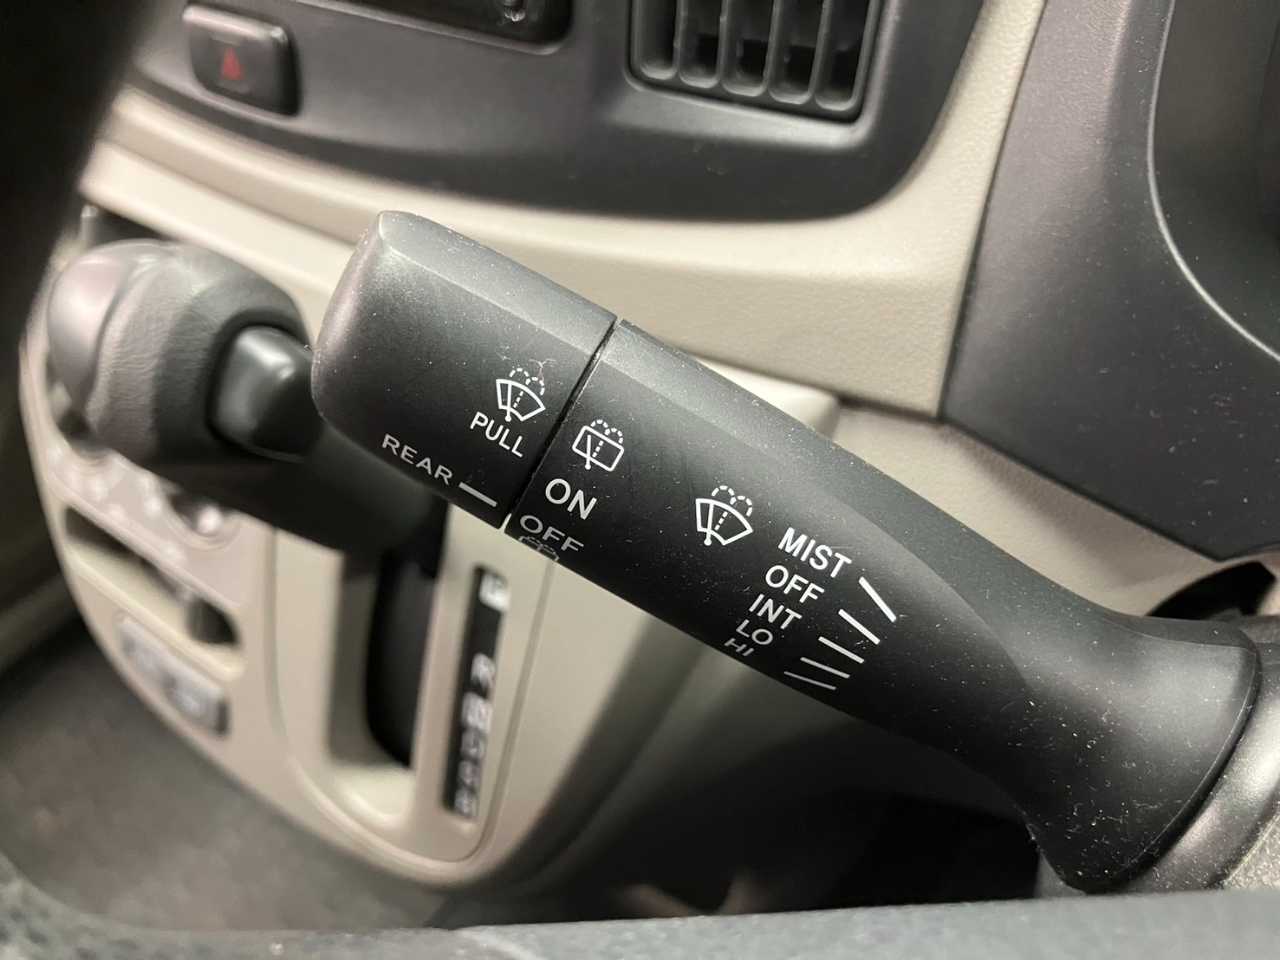 PULL
REAR
ON
OFF
MIST
OFF
INT
LO
HI